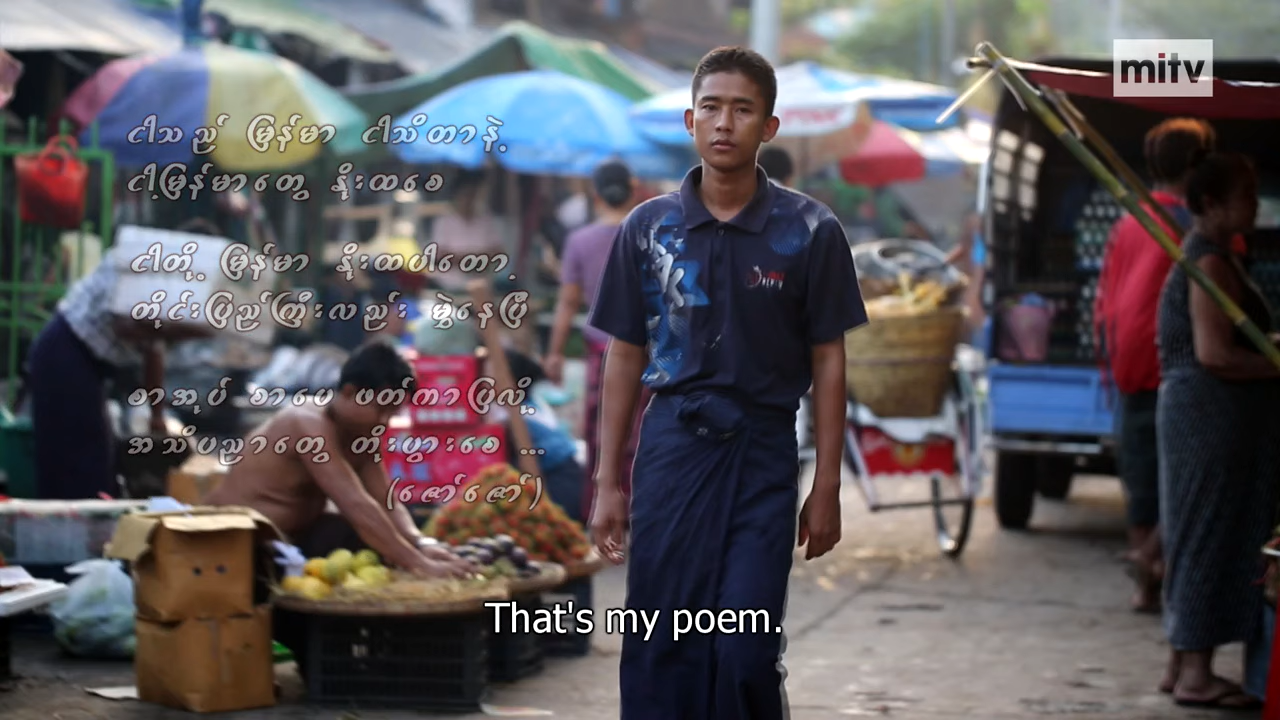 mitv
ငါသည် မြန်မာ ငါသိတာနဲ့
ငါ့မြန်မာတွေ နိုးထစေ
ငါတို့ မြန်မာ နိုးထပါတော့
တိုင်းပြည်ကြီးလည်း မွဲနေပြီ
စာအုပ် စာပေ ဖတ်ကာပြလို့
အသိပညာတွေ တိုးပွားစေ ...
(ဇော်ဇော်)
That's my poem.